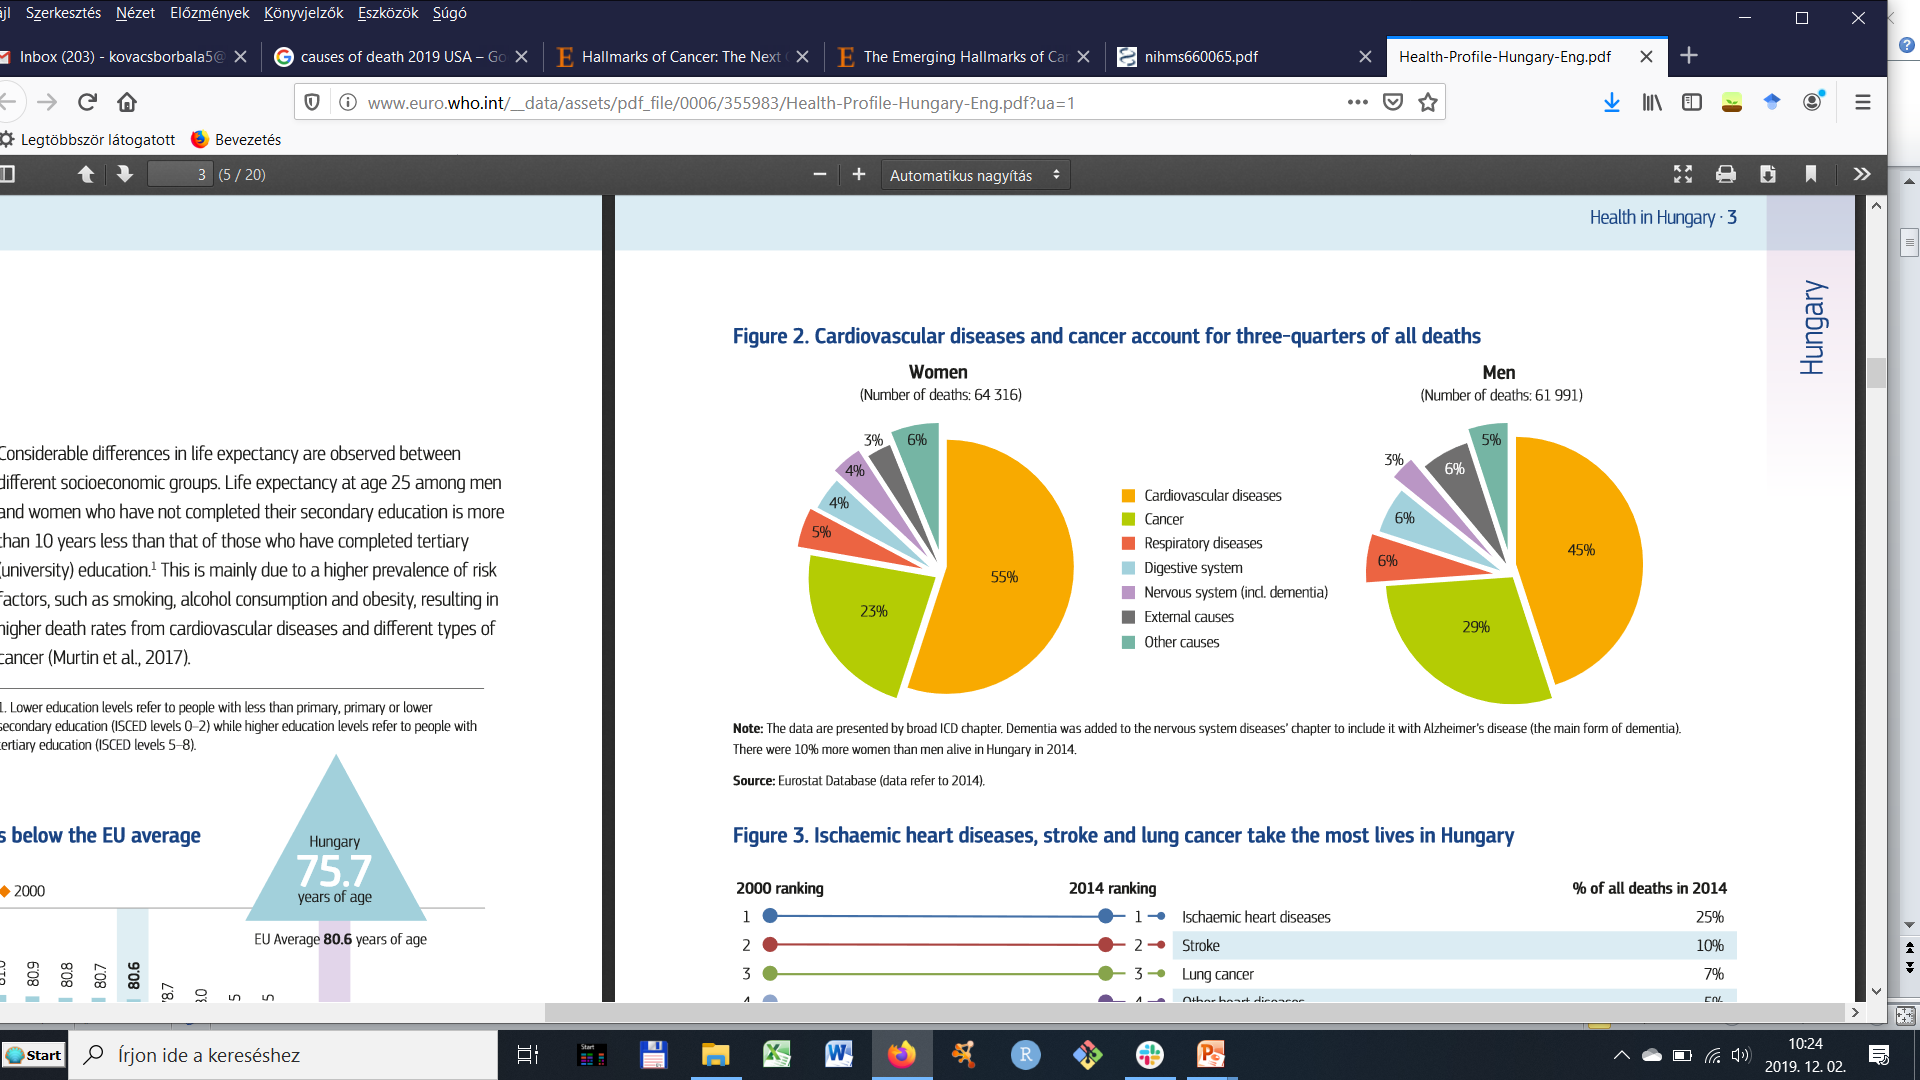 Szerkesztés Nézet Előzmények Könyvjelzők Eszközök Súgó
Inbox (203) - kovacsborbala5@
causes of death 2019 USA – Go
Hallmarks of Cancer: The Next
The Emerging Hallmarks of Ca
nihms660065.pdf
Health-Profile-Hungary-Eng.pdf
www.euro.who.int/__data/assets/pdf_file/0006/355983/Health-Profile-Hungary-Eng.pdf?ua=1
Legtöbbször látogatott Bevezetés
3 (5 / 20)
Automatikus nagyítás
Considerable differences in life expectancy are observed between
different socioeconomic groups. Life expectancy at age 25 among men
and women who have not completed their secondary education is more
than 10 years less than that of those who have completed tertiary
(university) education.¹ This is mainly due to a higher prevalence of risk
factors, such as smoking, alcohol consumption and obesity, resulting in
higher death rates from cardiovascular diseases and different types of
cancer (Murtin et al., 2017).
1. Lower education levels refer to people with less than primary, primary or lower
secondary education (ISCED levels 0–2) while higher education levels refer to people with
tertiary education (ISCED levels 5–8).
s below the EU average
2000
Hungary
75.7
years of age
EU Average 80.6 years of age
80.9
80.8
80.7
80.6
Health in Hungary · 3
Hungary
Figure 2. Cardiovascular diseases and cancer account for three-quarters of all deaths
Women
(Number of deaths: 64 316)
3%
6%
4%
4%
5%
23%
55%
Cardiovascular diseases
Cancer
Respiratory diseases
Digestive system
Nervous system (incl. dementia)
External causes
Other causes
Men
(Number of deaths: 61 991)
5%
3%
6%
6%
6%
45%
29%
Note: The data are presented by broad ICD chapter. Dementia was added to the nervous system diseases' chapter to include it with Alzheimer's disease (the main form of dementia).
There were 10% more women than men alive in Hungary in 2014.
Source: Eurostat Database (data refer to 2014).
Figure 3. Ischaemic heart diseases, stroke and lung cancer take the most lives in Hungary
2000 ranking 2014 ranking % of all deaths in 2014
1 1 Ischaemic heart diseases 25%
2 2 Stroke 10%
3 3 Lung cancer 7%
4 4 Other heart diseases 5%
Start
Írjon ide a kereséshez
10:24
2019. 12. 02.